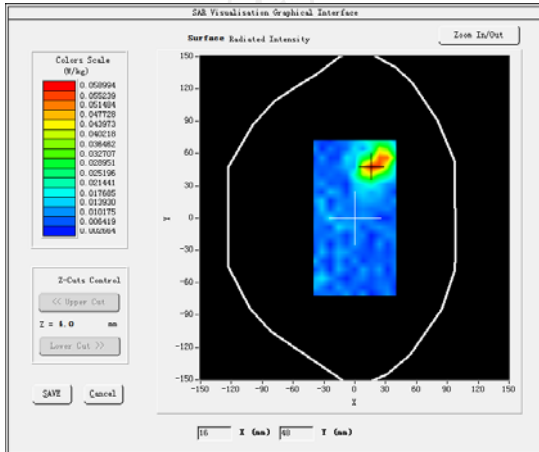 SAR Visualisation Graphical Interface
Surface Radiated Intensity
Zoom In/Out
Colors Scale
(W/kg)
0.058994
0.055239
0.051484
0.047728
0.043973
0.040218
0.036462
0.032707
0.028951
0.025196
0.021441
0.017685
0.013930
0.010175
0.006419
0.002664
Z-Cuts Control
<< Upper Cut
Z = 4.0 mm
Lower Cut >>
SAVE Cancel
150-
120-
90-
60-
30-
0-
-30-
-60-
-90-
-120-
-150-
Y
-150 -120 -90 -60 -30 0 30 60 90 120 150
X
16 X (mm) 48 Y (mm)